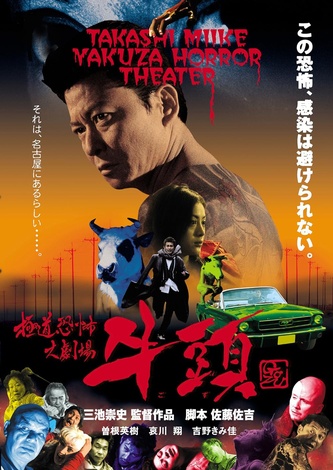 TAKASHI MIIKE
YAKUZA HORROR
THEATER
この恐怖、感染は避けられない。
それは、名古屋にあるらしい……。
極道恐怖
大劇場
牛頭
ごず
三池崇史 監督作品 脚本 佐藤佐吉
曽根英樹 哀川 翔 吉野きみ佳